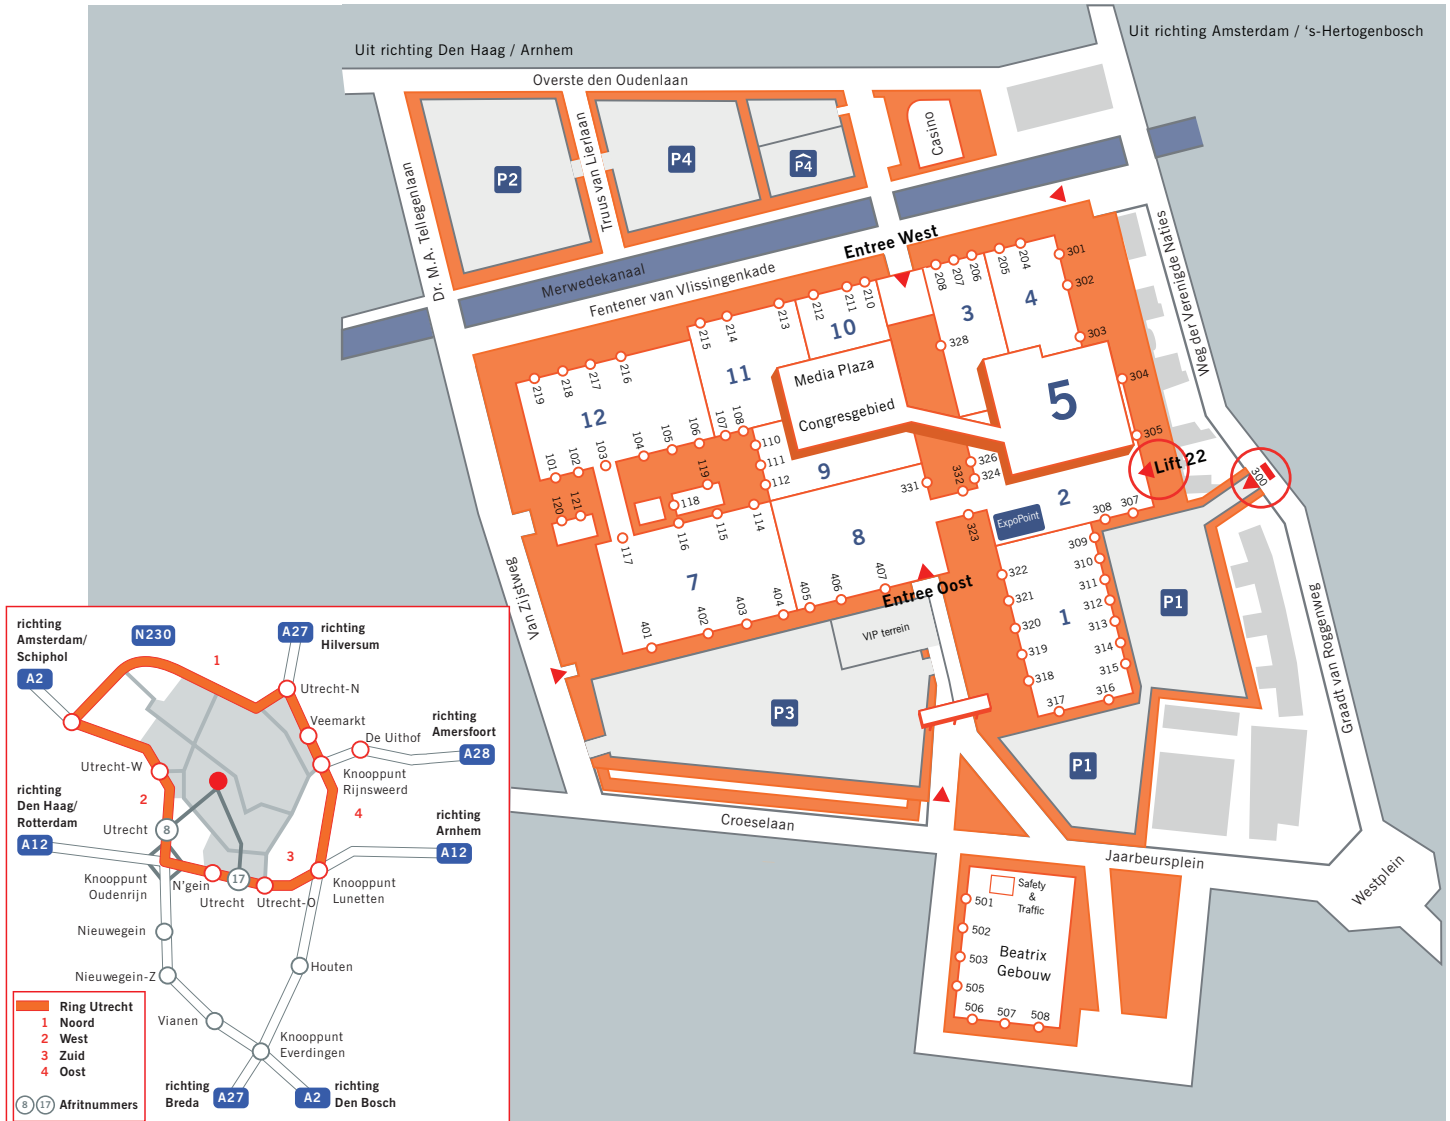 Uit richting Den Haag / Arnhem
Uit richting Amsterdam / ‘s-Hertogenbosch
Overste den Oudenlaan
Dr. M.A. Tellegenlaan
Truus van Lierlaan
P2
P4
P4
Casino
Merwedekanaal
Fentener van Vlissingenkade
Entree West
Weg der Verenigde Naties
219
218
217
216
215
214
213
212
211
210
208
207
206
205
204
301
302
303
304
305
328
12
11
10
3
4
5
Media Plaza
Congresgebied
101
102
103
104
105
106
107
108
110
111
112
9
119
118
120
121
117
116
115
114
331
332
326
324
323
Lift 22
300
2
ExpoPoint
307
308
309
310
311
312
313
314
315
316
317
318
319
320
321
322
1
7
8
401
402
403
404
405
406
407
Entree Oost
VIP terrein
P1
P3
P1
Van Zijstweg
Graadt van Roggenweg
Croeselaan
Jaarbeursplein
Westplein
Safety
&
Traffic
501
502
503
505
506
507
508
Beatrix
Gebouw
richting
Amsterdam/
Schiphol
A2
N230
1
A27
richting
Hilversum
Utrecht-N
Veemarkt
De Uithof
richting
Amersfoort
A28
Knooppunt
Rijnsweerd
Utrecht-W
2
richting
Den Haag/
Rotterdam
A12
Utrecht
8
4
richting
Arnhem
A12
3
Knooppunt
Oudenrijn
N’gein
17
Utrecht
Utrecht-O
Knooppunt
Lunetten
Nieuwegein
Nieuwegein-Z
Houten
Vianen
Knooppunt
Everdingen
richting
Breda
A27
A2
richting
Den Bosch
Ring Utrecht
1 Noord
2 West
3 Zuid
4 Oost
8 17 Afritnummers